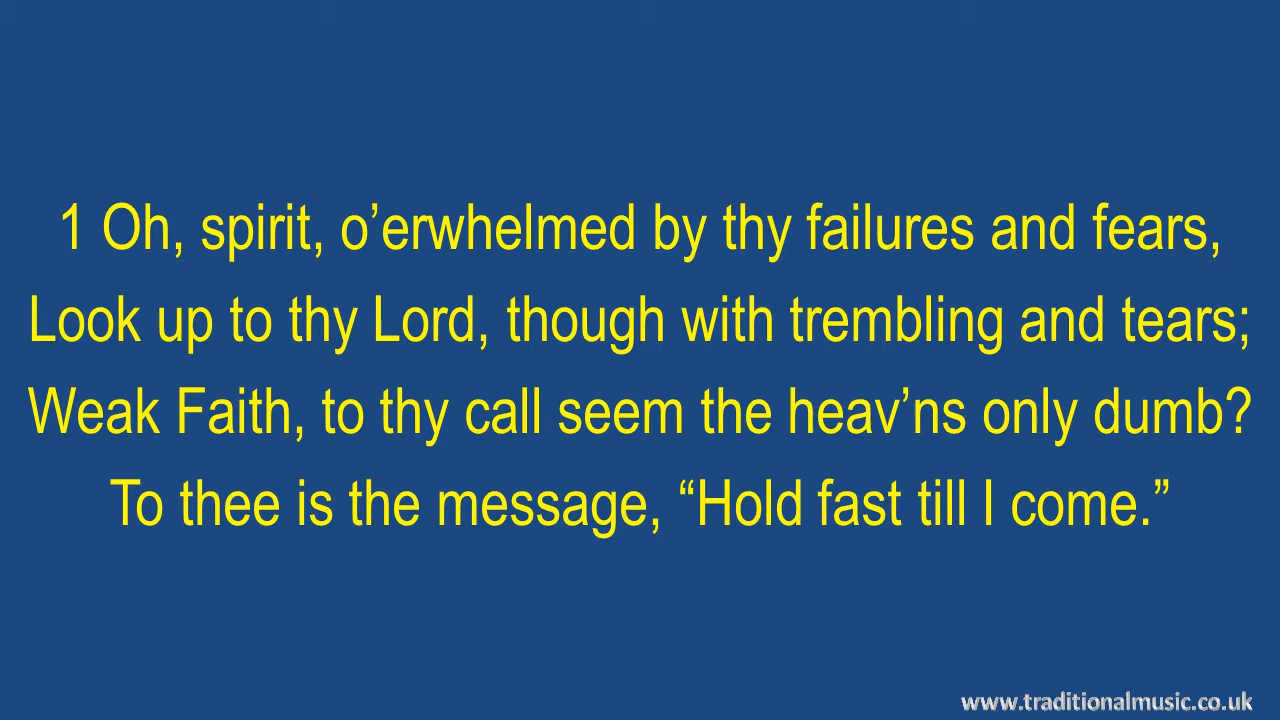 1 Oh, spirit, o’erwhelmed by thy failures and fears,
Look up to thy Lord, though with trembling and tears;
Weak Faith, to thy call seem the heav’ns only dumb?
To thee is the message, “Hold fast till I come.”
www.traditionalmusic.co.uk